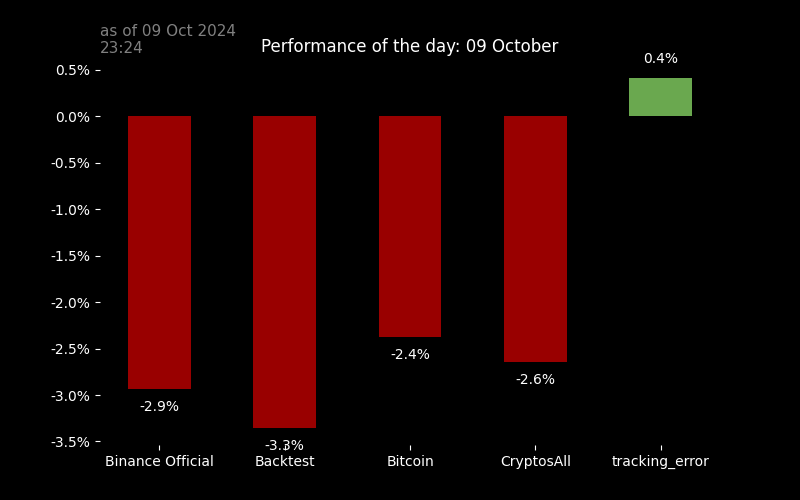 as of 09 Oct 2024
23:24
Performance of the day: 09 October
0.4%
0.5%
0.0%
-0.5%
-1.0%
-1.5%
-2.0%
-2.5%
-3.0%
-3.5%
-2.9%
-3.3%
-2.4%
-2.6%
Binance Official
Backtest
Bitcoin
CryptosAll
tracking_error